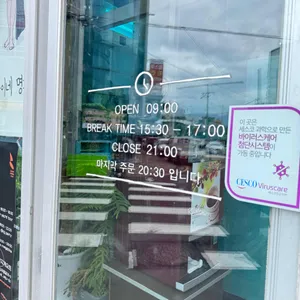 OPEN 09:00
BREAK TIME 15:30 - 17:00
CLOSE 21:00
마지막 주문 20:30 입니다
이 곳은
세스코 과학으로 만든
바이러스케어
첨단시스템이
가동 중입니다
CESCO Viruscare